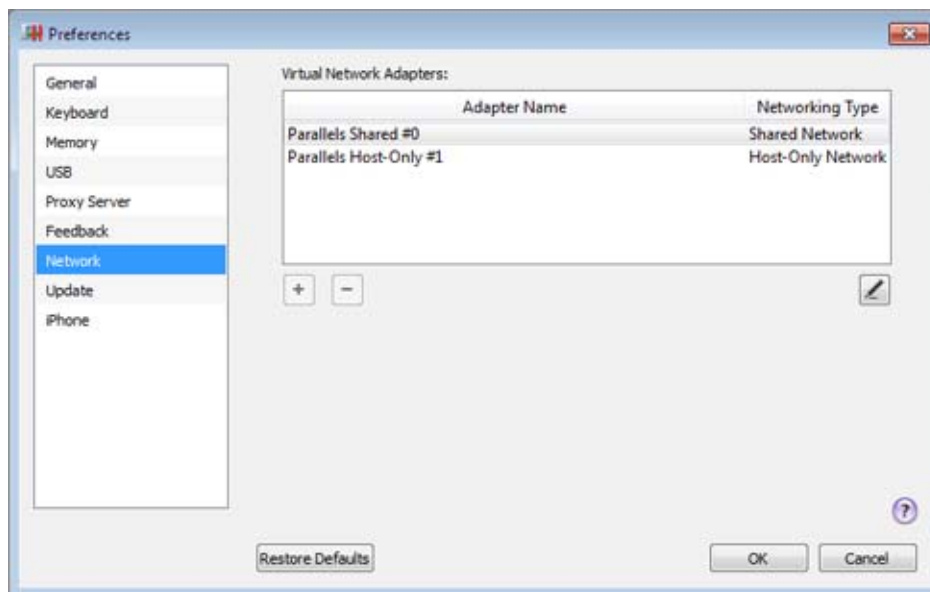 Preferences
General
Keyboard
Memory
USB
Proxy Server
Feedback
Network
Update
iPhone
Virtual Network Adapters:
Adapter Name Networking Type
Parallels Shared #0 Shared Network
Parallels Host-Only #1 Host-Only Network
+ −
?
Restore Defaults OK Cancel